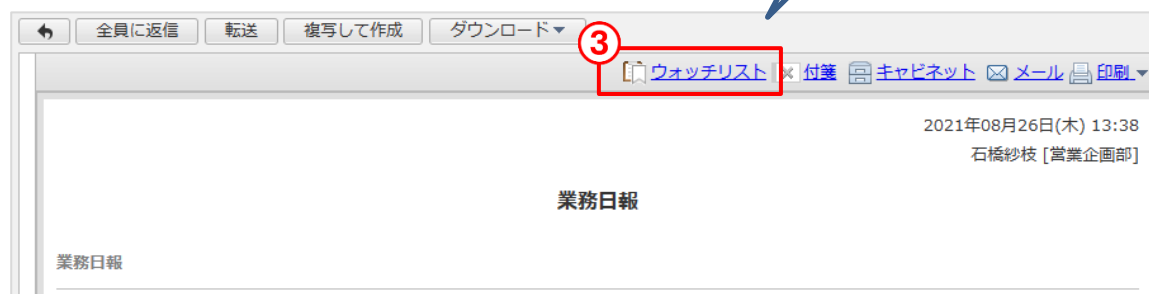 全員に返信 転送 複写して作成 ダウンロード
③
ウォッチリスト 付箋 キャビネット メール 印刷
2021年08月26日(木) 13:38
石橋紗枝 [営業企画部]
業務日報
業務日報